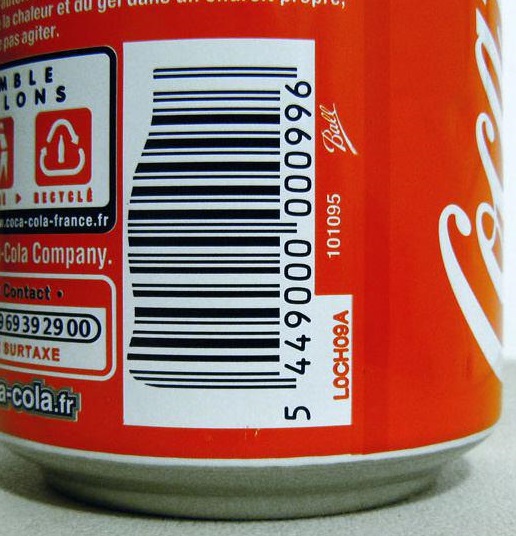 la chaleur et du gel dans un endroit propre,
pas agiter.
MBLE
LONS
RECYCLÉ
w.coca-cola-france.fr
-Cola Company.
Contact •
969392900
SURTAXE
a-cola.fr
5 449000 000996
Ball
101095
LOCH09A
Coca